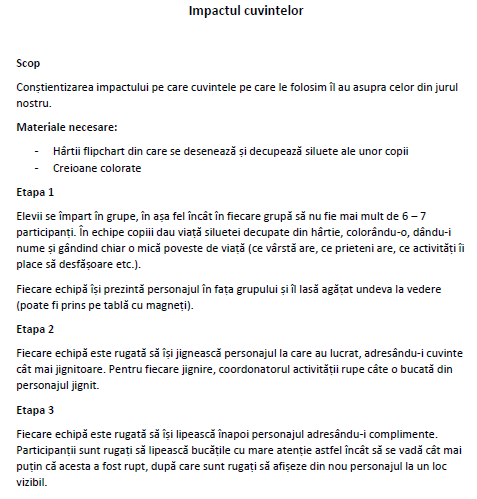 Impactul cuvintelor
Scop
Conștientizarea impactului pe care cuvintele pe care le folosim îl au asupra celor din jurul
nostru.
Materiale necesare:
- Hârtii flipchart din care se desenează și decupează siluete ale unor copii
- Creioane colorate
Etapa 1
Elevii se împart în grupe, în așa fel încât în fiecare grupă să nu fie mai mult de 6 – 7
participanți. În echipe copiii dau viață siluetei decupate din hârtie, colorându-o, dându-i
nume și gândind chiar o mică poveste de viață (ce vârstă are, ce prieteni are, ce activități îi
place să desfășoare etc.).
Fiecare echipă își prezintă personajul în fața grupului și îl lasă agățat undeva la vedere
(poate fi prins pe tablă cu magneți).
Etapa 2
Fiecare echipă este rugată să își jignească personajul la care au lucrat, adresându-i cuvinte
cât mai jignitoare. Pentru fiecare jignire, coordonatorul activității rupe câte o bucată din
personajul jignit.
Etapa 3
Fiecare echipă este rugată să își lipească înapoi personajul adresându-i complimente.
Participanții sunt rugați să lipească bucățile cu mare atenție astfel încât să se vadă cât mai
puțin că acesta a fost rupt, după care sunt rugați să afișeze din nou personajul la un loc
vizibil.